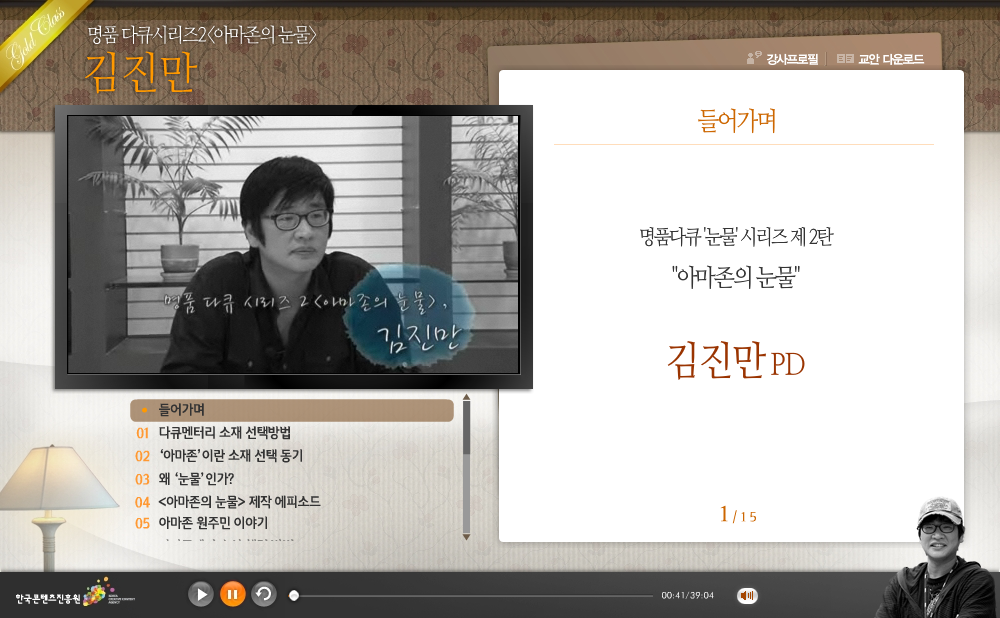 Gold Class
명품 다큐시리즈2<아마존의 눈물>
김진만
강사프로필
교안 다운로드
들어가며
명품다큐 '눈물' 시리즈 제 2탄
"아마존의 눈물"
김진만 PD
1/15
명품 다큐 시리즈 2 <아마존의 눈물>,
김진만
들어가며
01 다큐멘터리 소재 선택방법
02 ‘아마존’이란 소재 선택 동기
03 왜 ‘눈물’인가?
04 <아마존의 눈물> 제작 에피소드
05 아마존 원주민 이야기
한국콘텐츠진흥원
00:41/39:04